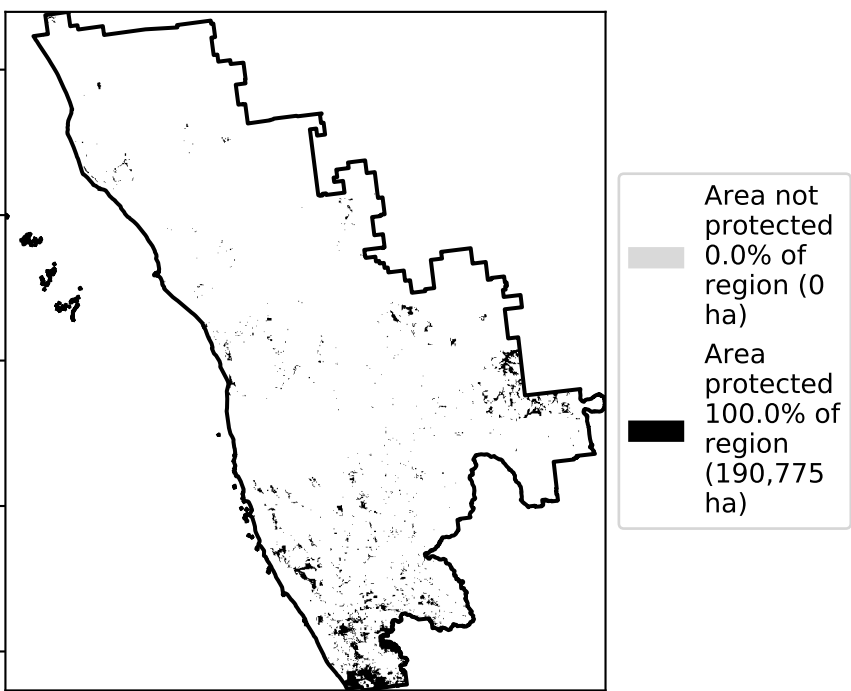 Area not
protected
0.0% of
region (0
ha)
Area
protected
100.0% of
region
(190,775
ha)